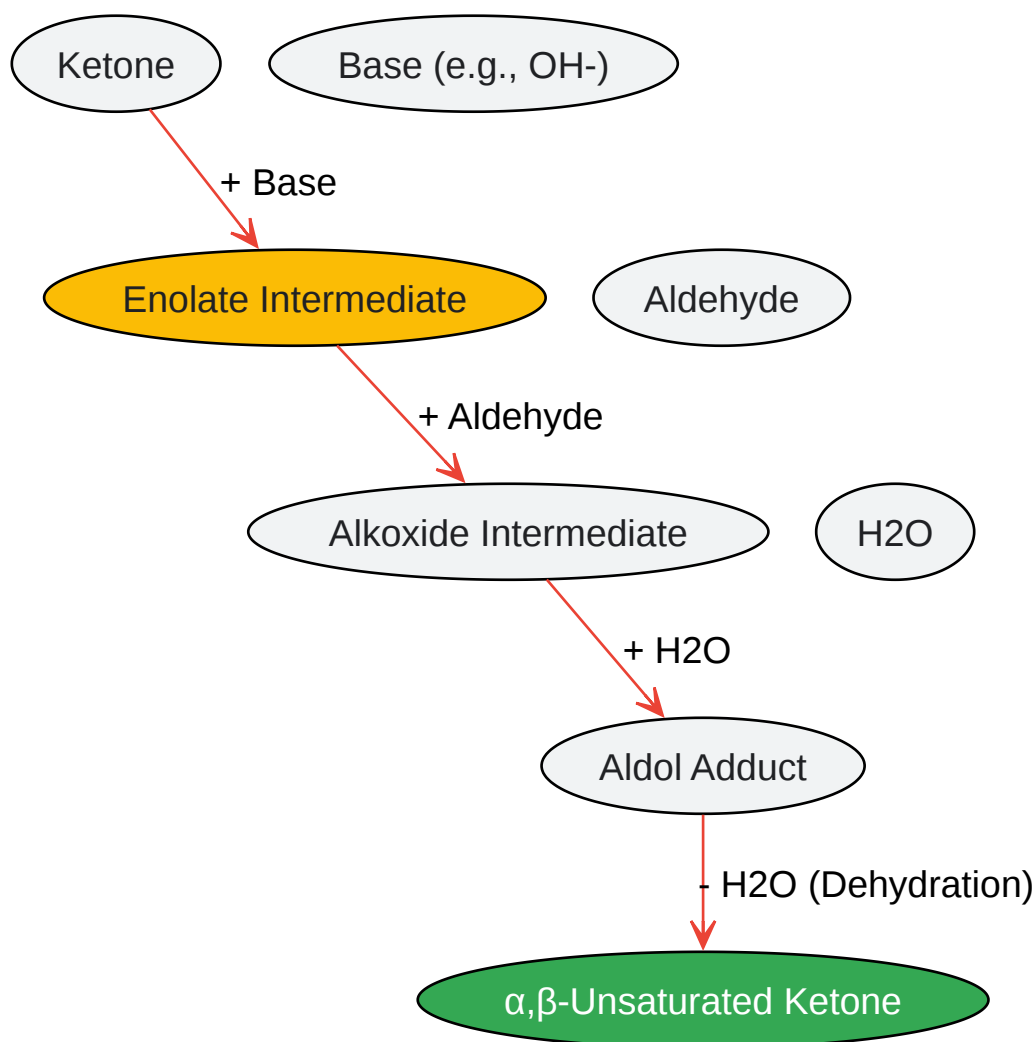 Ketone
Base (e.g., OH-)
+ Base
Enolate Intermediate
Aldehyde
+ Aldehyde
Alkoxide Intermediate
H2O
+ H2O
Aldol Adduct
- H2O (Dehydration)
α,β-Unsaturated Ketone